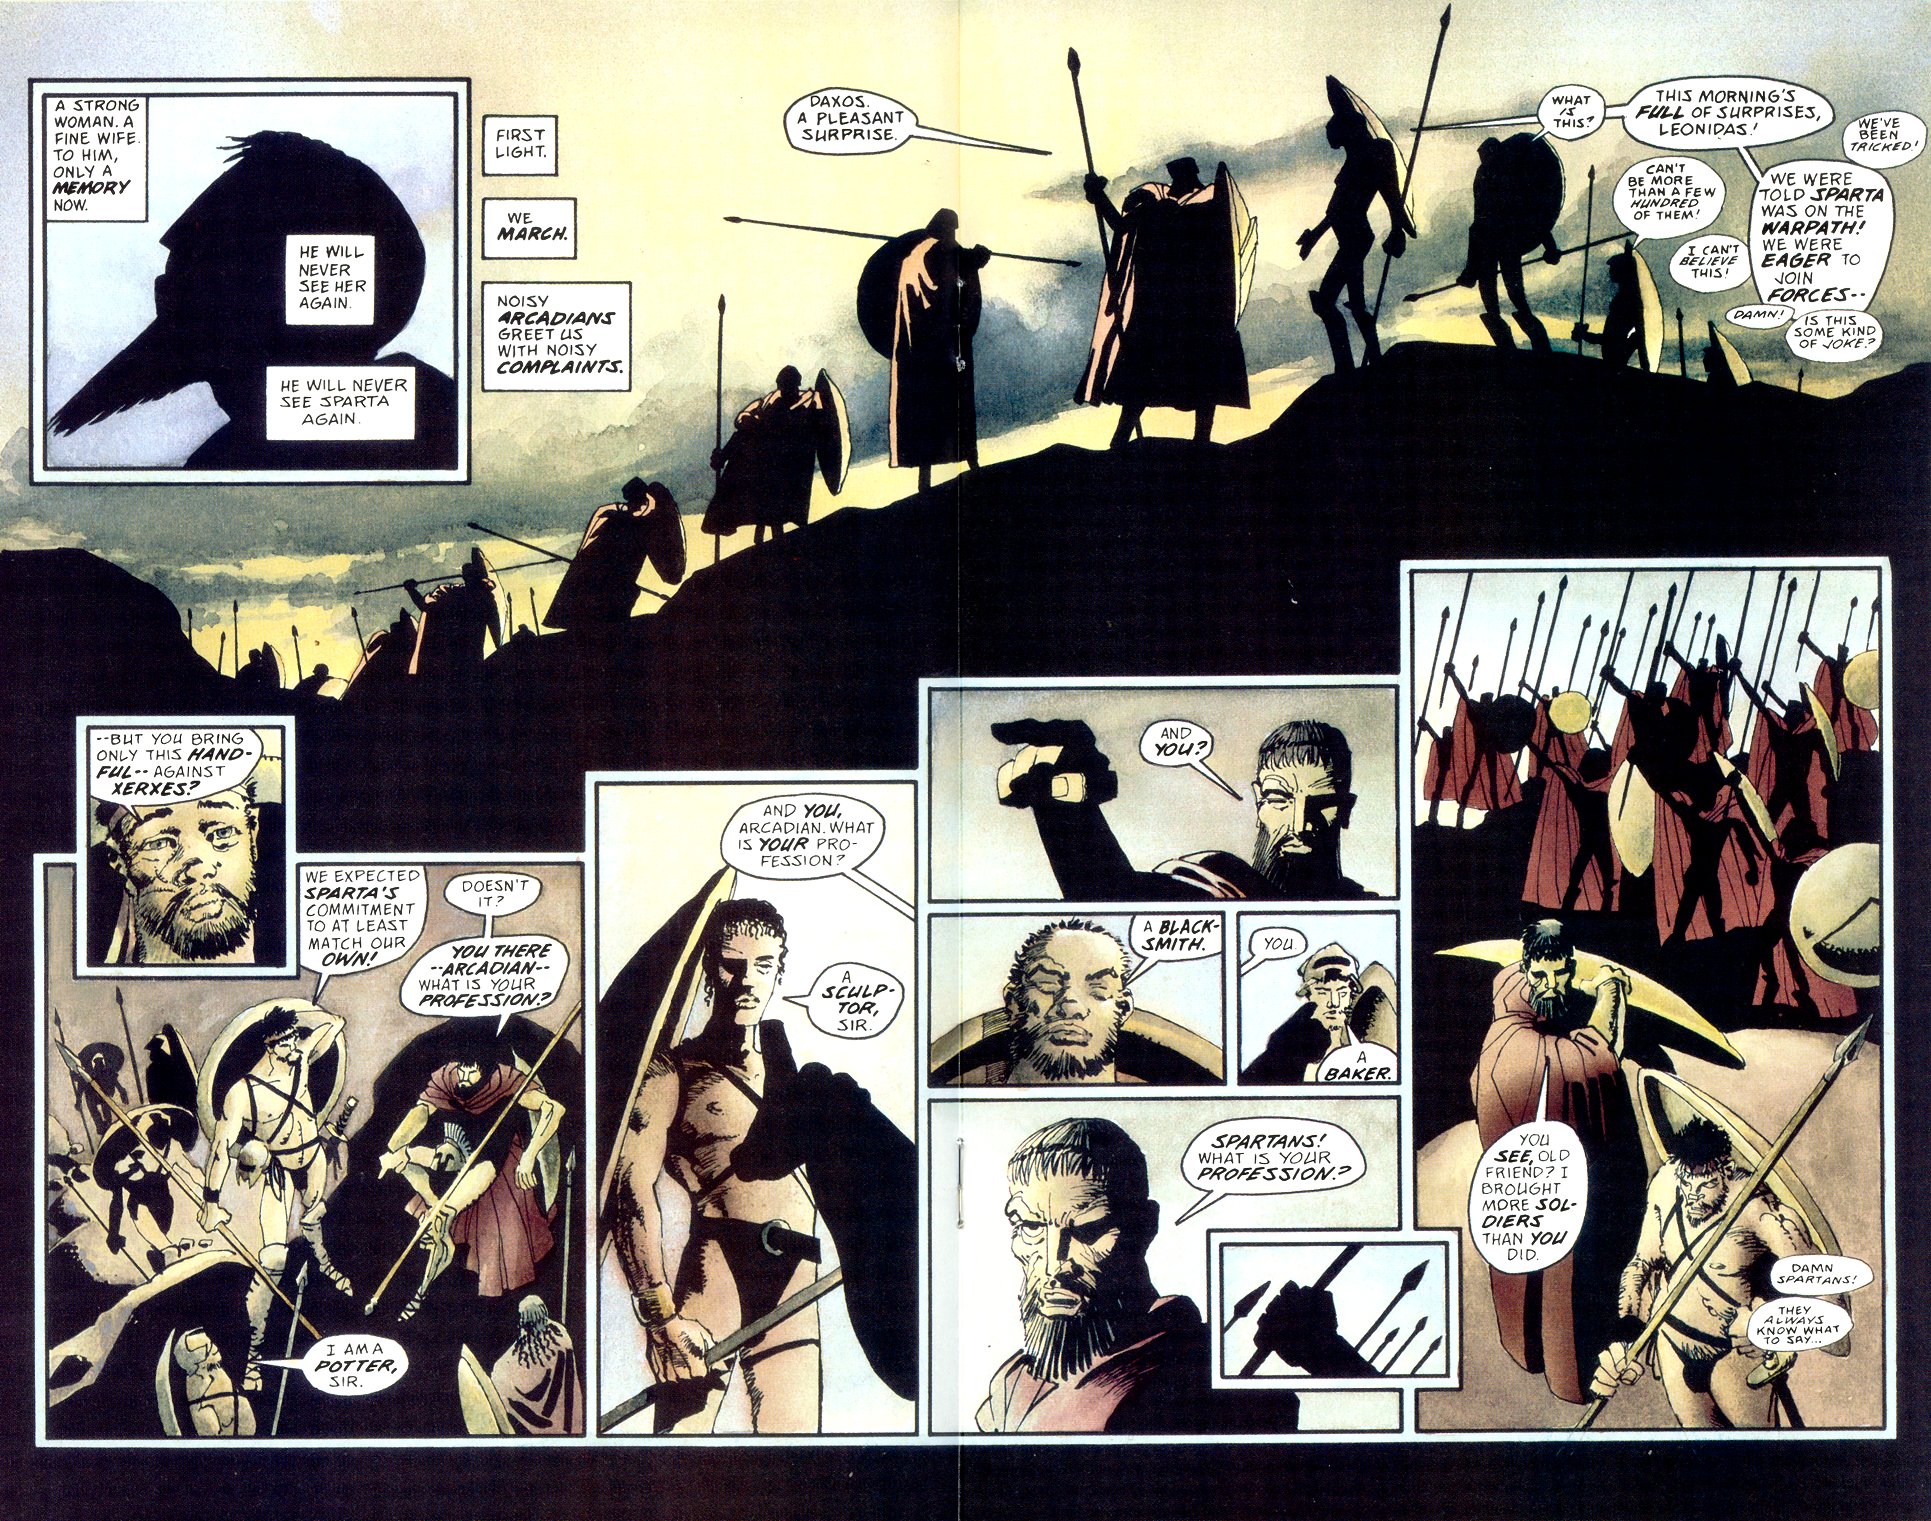 A STRONG
WOMAN. A
FINE WIFE.
TO HIM,
ONLY A
MEMORY
NOW.
HE WILL
NEVER
SEE HER
AGAIN.
HE WILL NEVER
SEE SPARTA
AGAIN.
FIRST
LIGHT.
WE
MARCH.
NOISY
ARCADIANS
GREET US
WITH NOISY
COMPLAINTS.
DAXOS.
A PLEASANT
SURPRISE.
WHAT
IS
THIS?
THIS MORNING'S
FULL OF SURPRISES,
LEONIDAS!
WE'VE
BEEN
TRICKED!
CAN'T
BE MORE
THAN A FEW
HUNDRED
OF THEM!
WE WERE
TOLD SPARTA
WAS ON THE
WARPATH!
WE WERE
EAGER TO
JOIN
FORCES--
I CAN'T
BELIEVE
THIS!
DAMN!
IS THIS
SOME KIND
OF JOKE?
--BUT YOU BRING
ONLY THIS HAND-
FUL-- AGAINST
XERXES?
WE EXPECTED
SPARTA'S
COMMITMENT
TO AT LEAST
MATCH OUR
OWN!
DOESN'T
IT?
YOU THERE
--ARCADIAN--
WHAT IS YOUR
PROFESSION?
I AM A
POTTER,
SIR.
AND YOU,
ARCADIAN. WHAT
IS YOUR PRO-
FESSION?
A
SCULP-
TOR,
SIR.
AND
YOU?
A BLACK-
SMITH.
YOU.
A
BAKER.
SPARTANS!
WHAT IS YOUR
PROFESSION?
YOU
SEE, OLD
FRIEND? I
BROUGHT
MORE SOL-
DIERS
THAN YOU
DID.
DAMN
SPARTANS!
THEY
ALWAYS
KNOW WHAT
TO SAY...